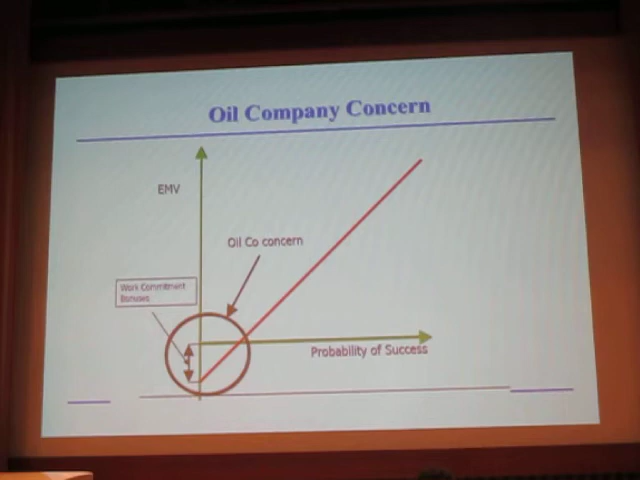 Oil Company Concern
EMV
Oil Co concern
Work Commitment
Bonuses
Probability of Success